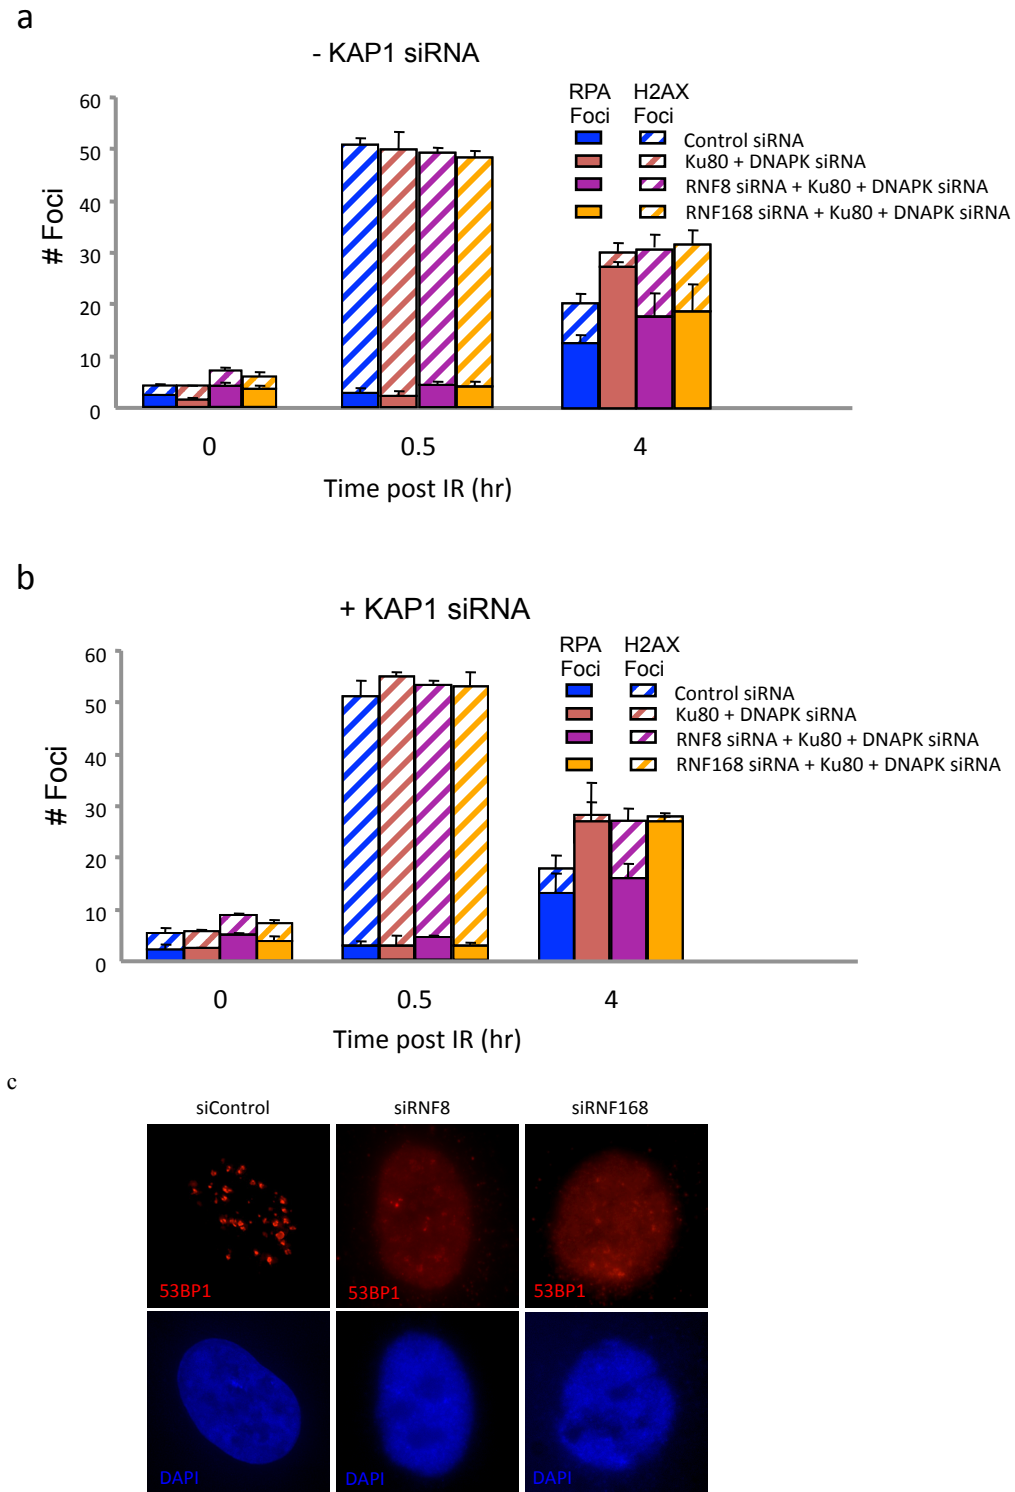 a
- KAP1 siRNA
RPA Foci H2AX Foci
Control siRNA
Ku80 + DNAPK siRNA
RNF8 siRNA + Ku80 + DNAPK siRNA
RNF168 siRNA + Ku80 + DNAPK siRNA
# Foci
60
50
40
30
20
10
0
0 0.5 4
Time post IR (hr)
b
+ KAP1 siRNA
RPA Foci H2AX Foci
Control siRNA
Ku80 + DNAPK siRNA
RNF8 siRNA + Ku80 + DNAPK siRNA
RNF168 siRNA + Ku80 + DNAPK siRNA
# Foci
60
50
40
30
20
10
0
0 0.5 4
Time post IR (hr)
c
siControl siRNF8 siRNF168
53BP1 53BP1 53BP1
DAPI DAPI DAPI